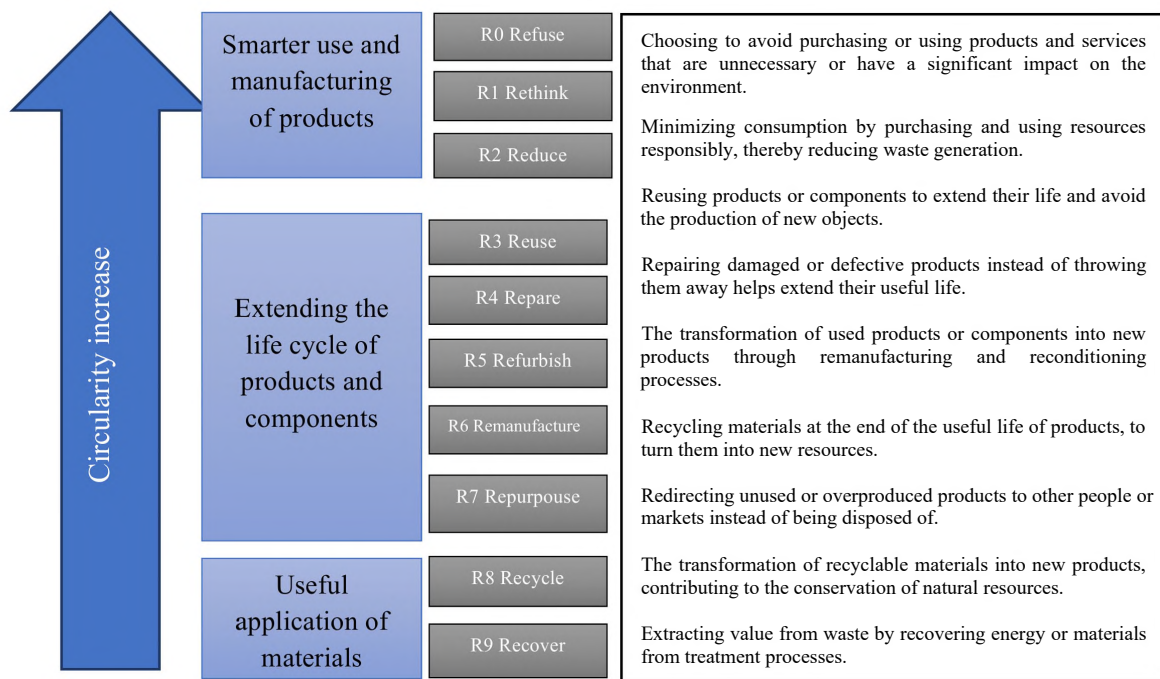 Circularity increase
Smarter use and
manufacturing
of products
R0 Refuse
R1 Rethink
R2 Reduce
Extending the
life cycle of
products and
components
R3 Reuse
R4 Repare
R5 Refurbish
R6 Remanufacture
R7 Repurpouse
Useful
application of
materials
R8 Recycle
R9 Recover
Choosing to avoid purchasing or using products and services
that are unnecessary or have a significant impact on the
environment.
Minimizing consumption by purchasing and using resources
responsibly, thereby reducing waste generation.
Reusing products or components to extend their life and avoid
the production of new objects.
Repairing damaged or defective products instead of throwing
them away helps extend their useful life.
The transformation of used products or components into new
products through remanufacturing and reconditioning
processes.
Recycling materials at the end of the useful life of products, to
turn them into new resources.
Redirecting unused or overproduced products to other people or
markets instead of being disposed of.
The transformation of recyclable materials into new products,
contributing to the conservation of natural resources.
Extracting value from waste by recovering energy or materials
from treatment processes.